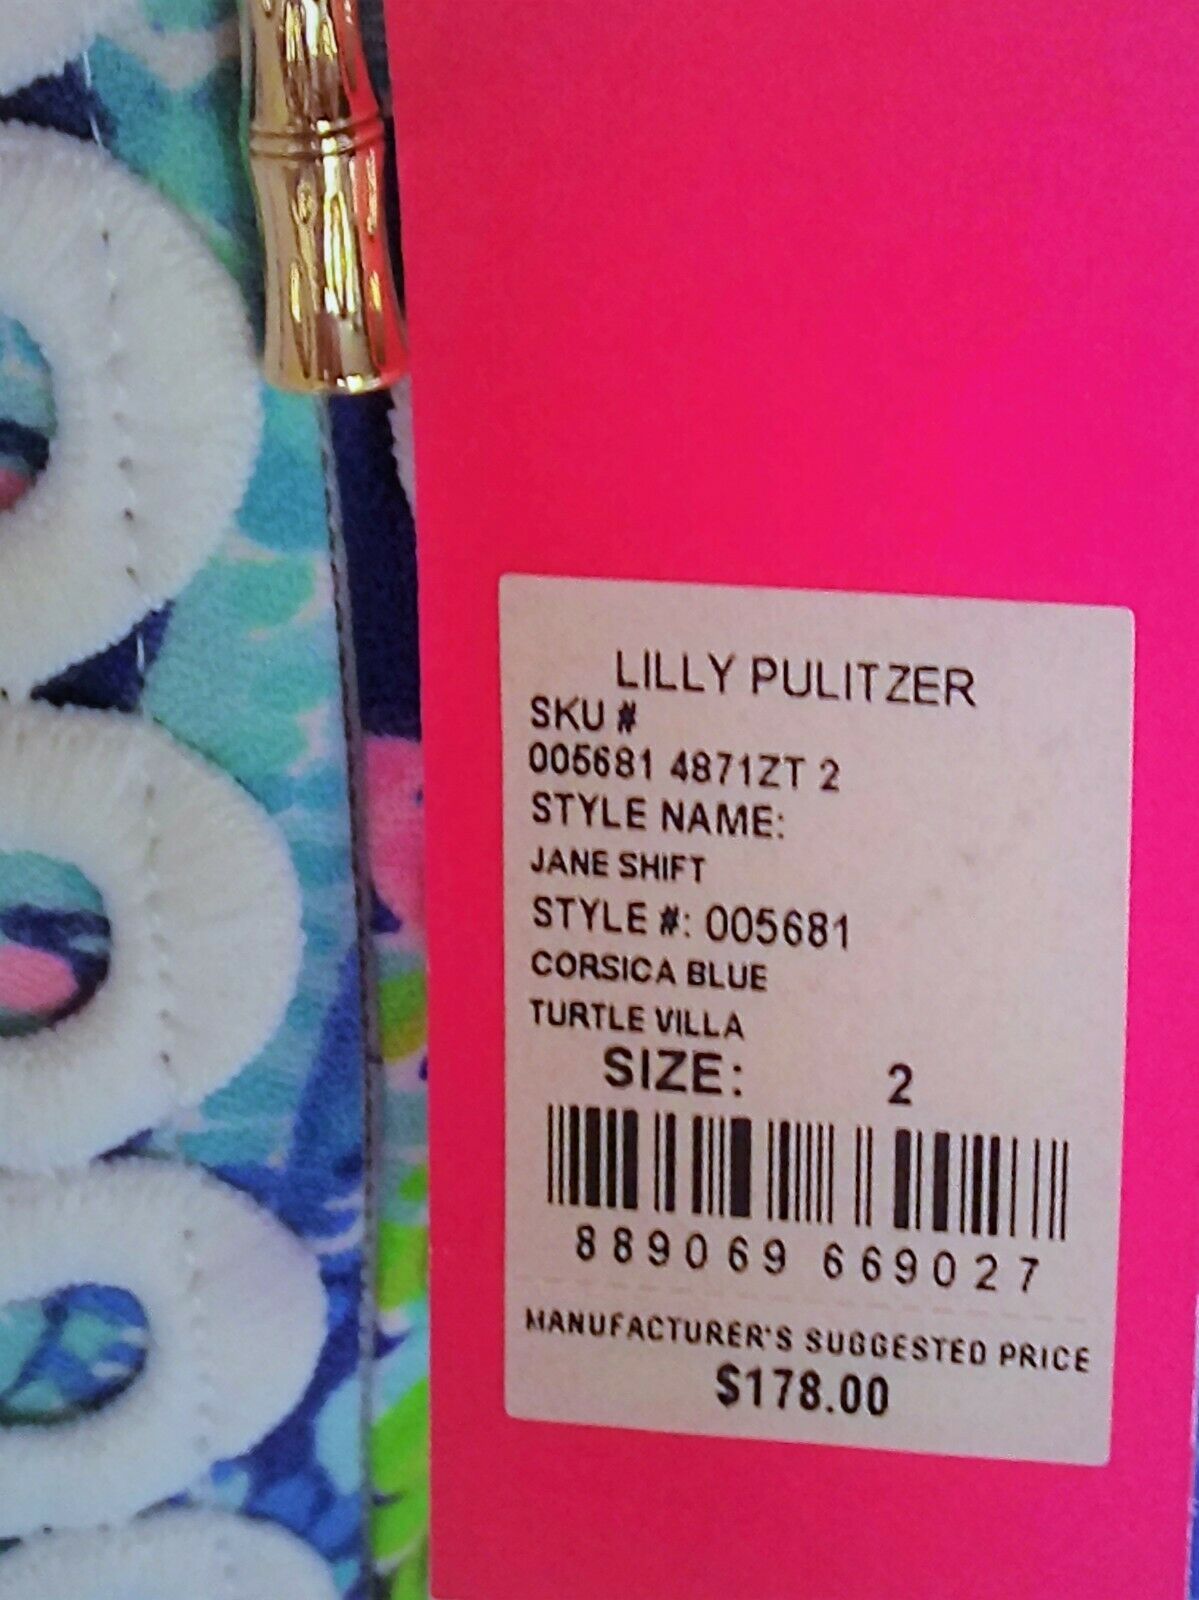 LILLY PULITZER
SKU #
005681 4871ZT 2
STYLE NAME:
JANE SHIFT
STYLE #: 005681
CORSICA BLUE
TURTLE VILLA
SIZE: 2
889069 669027
MANUFACTURER'S SUGGESTED PRICE
$178.00